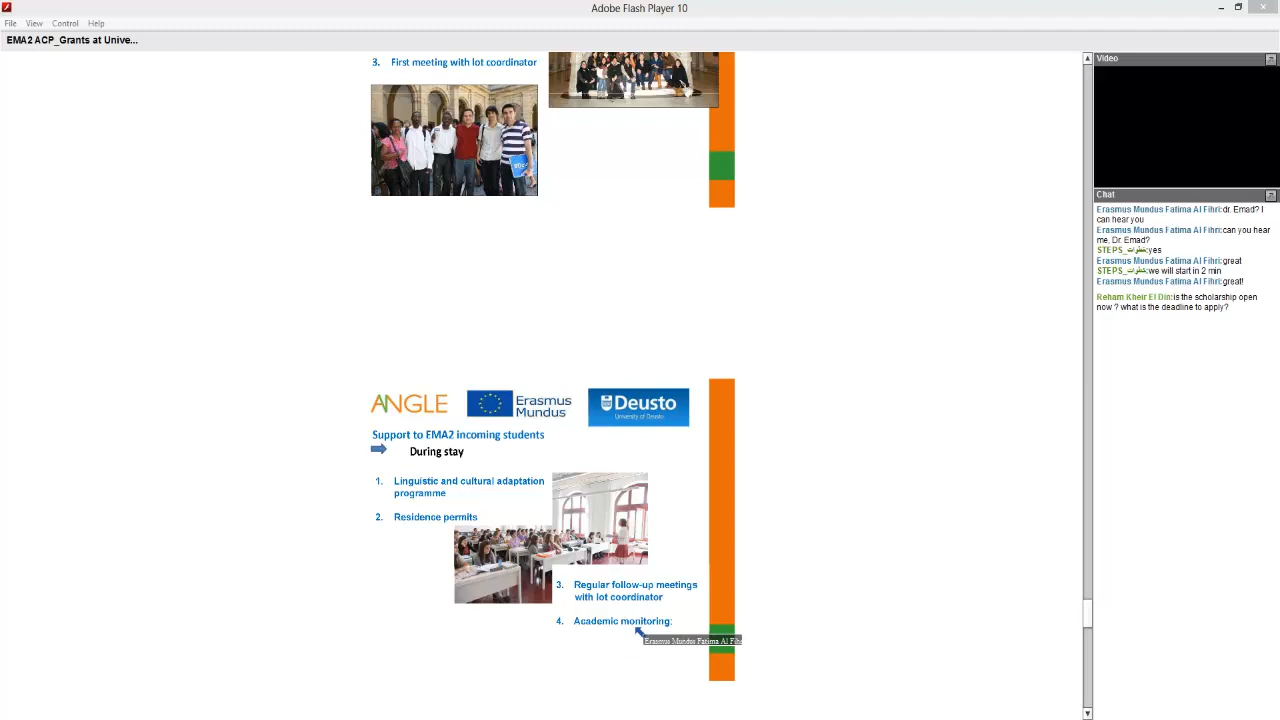 Adobe Flash Player 10
File View Control Help
EMA2 ACP_Grants at Unive...
3. First meeting with lot coordinator
ANGLE
Erasmus
Mundus
Deusto
University of Deusto
Support to EMA2 incoming students
During stay
1. Linguistic and cultural adaptation
programme
2. Residence permits
3. Regular follow-up meetings
with lot coordinator
4. Academic monitoring;
Erasmus Mundus Fatima Al Fihr
Video
Chat
Erasmus Mundus Fatima Al Fihri:dr. Emad? I
can hear you
Erasmus Mundus Fatima Al Fihri:can you hear
me, Dr. Emad?
STEPS_خطوات:yes
Erasmus Mundus Fatima Al Fihri:great
STEPS_خطوات:we will start in 2 min
Erasmus Mundus Fatima Al Fihri:great!
Reham Kheir El Din:is the scholarship open
now ? what is the deadline to apply?